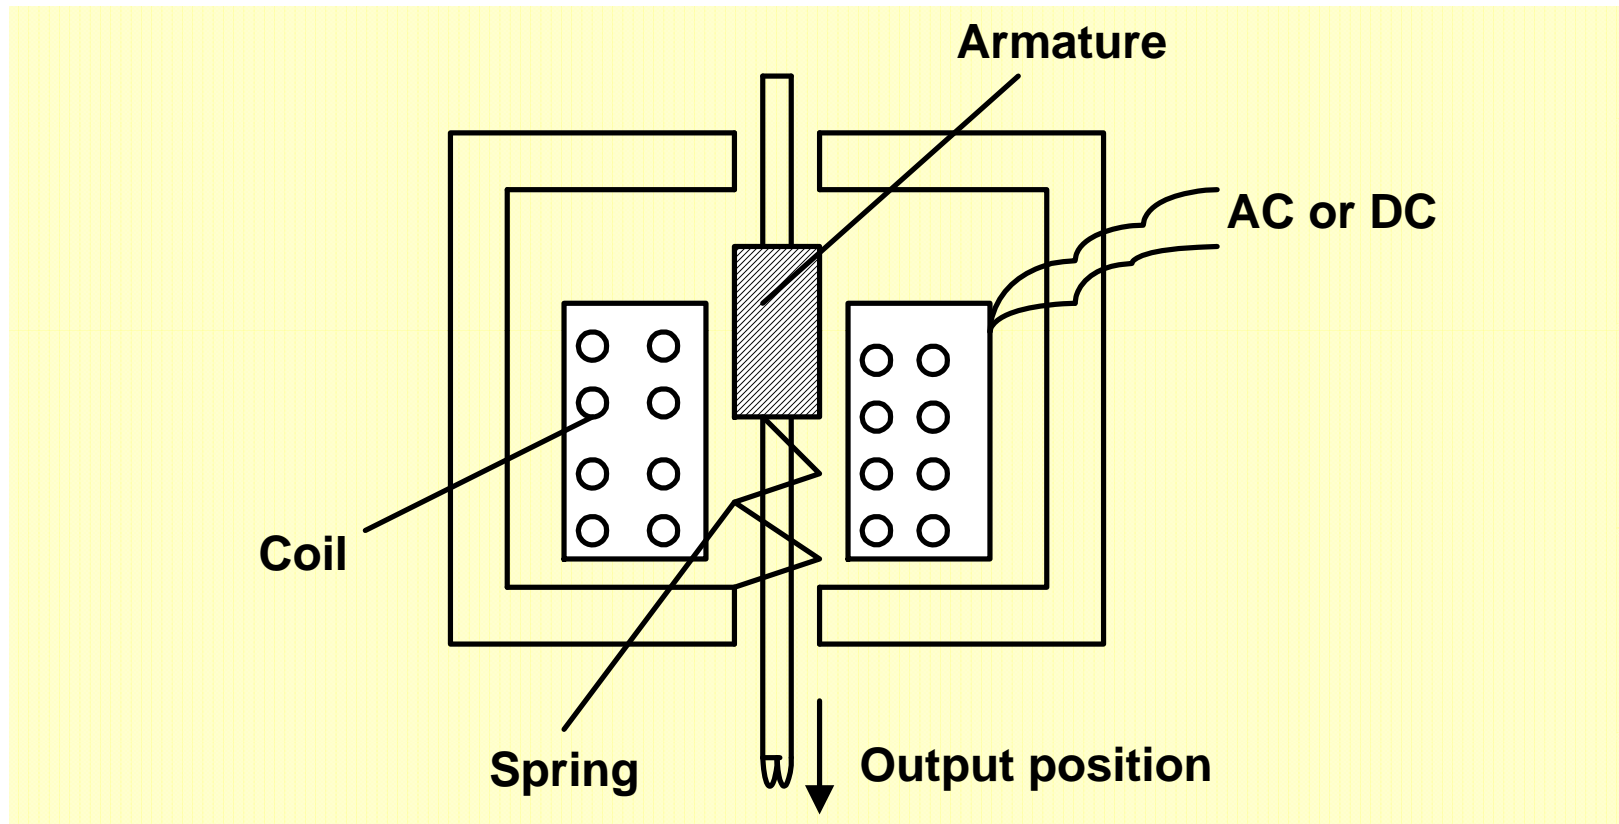 Armature
AC or DC
Coil
Spring
Output position